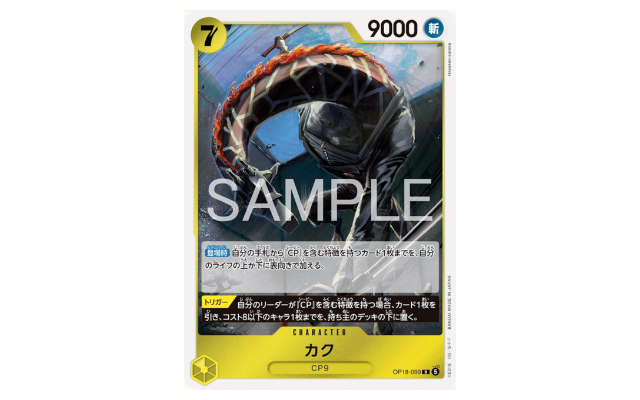 7
9000
斬
SAMPLE
登場時 自分の手札から「CP」を含む特徴を持つカード1枚までを、自分
のライフの上か下に表向きで加える。
トリガー 自分のリーダーが「CP」を含む特徴を持つ場合、カード1枚を
引き、コスト8以下のキャラ1枚までを、持ち主のデッキの下に置く。
CHARACTER
カク
CP9
OP18-099 R
BANDAI MADE IN JAPAN